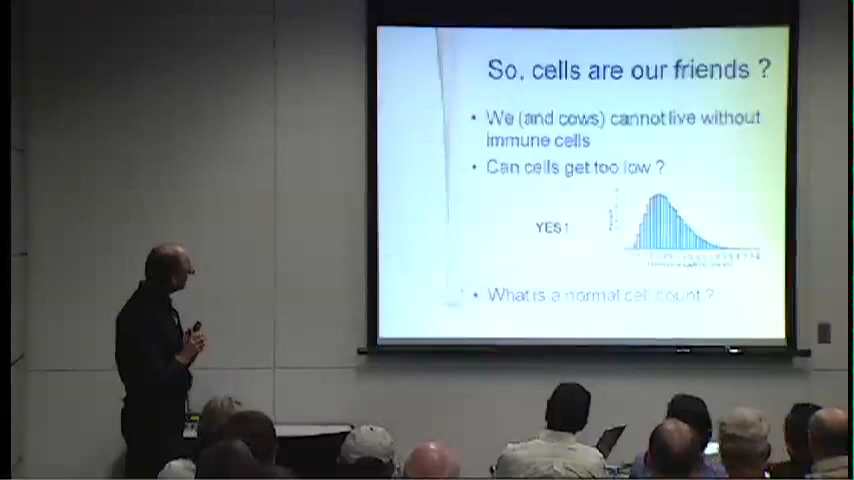 So, cells are our friends ?
• We (and cows) cannot live without
immune cells
• Can cells get too low ?
YES!
• What is a normal cell count ?